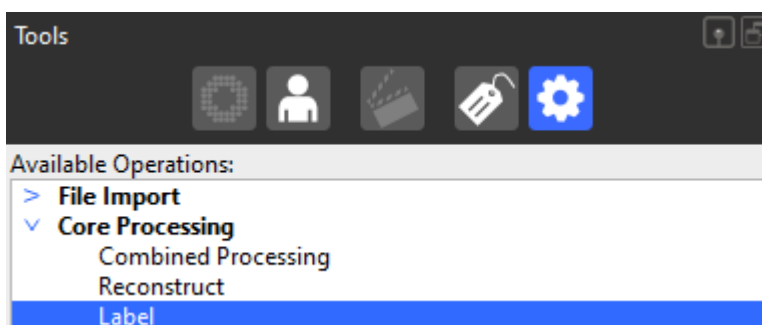 Tools
Available Operations:
File Import
Core Processing
Combined Processing
Reconstruct
Label